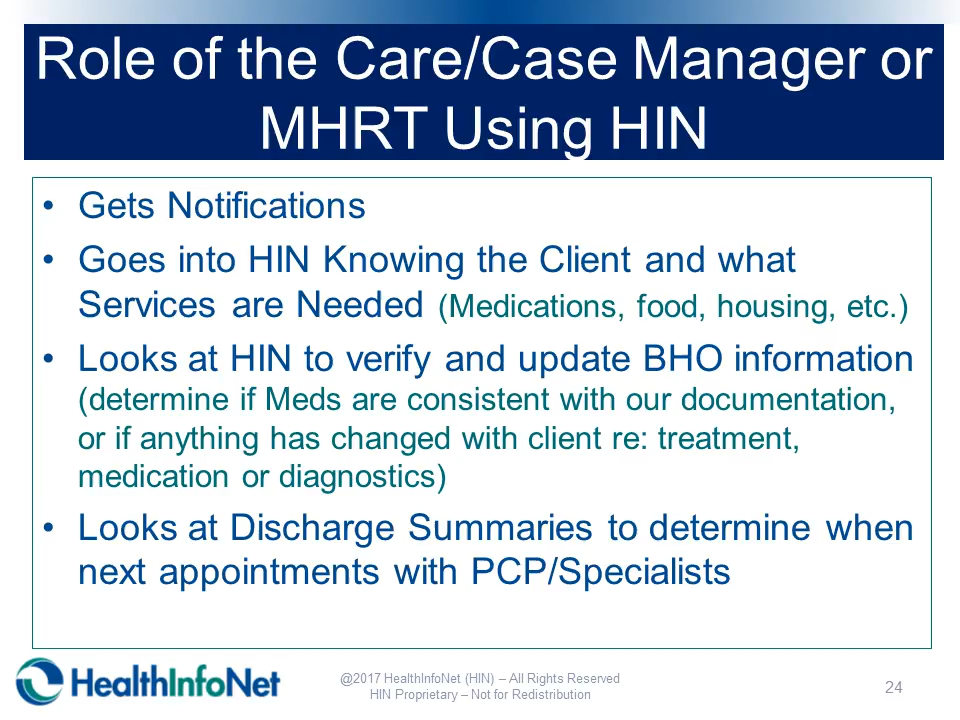 Role of the Care/Case Manager or
MHRT Using HIN
• Gets Notifications
• Goes into HIN Knowing the Client and what
Services are Needed (Medications, food, housing, etc.)
• Looks at HIN to verify and update BHO information
(determine if Meds are consistent with our documentation,
or if anything has changed with client re: treatment,
medication or diagnostics)
• Looks at Discharge Summaries to determine when
next appointments with PCP/Specialists
HealthInfoNet
@2017 HealthInfoNet (HIN) – All Rights Reserved
HIN Proprietary – Not for Redistribution
24